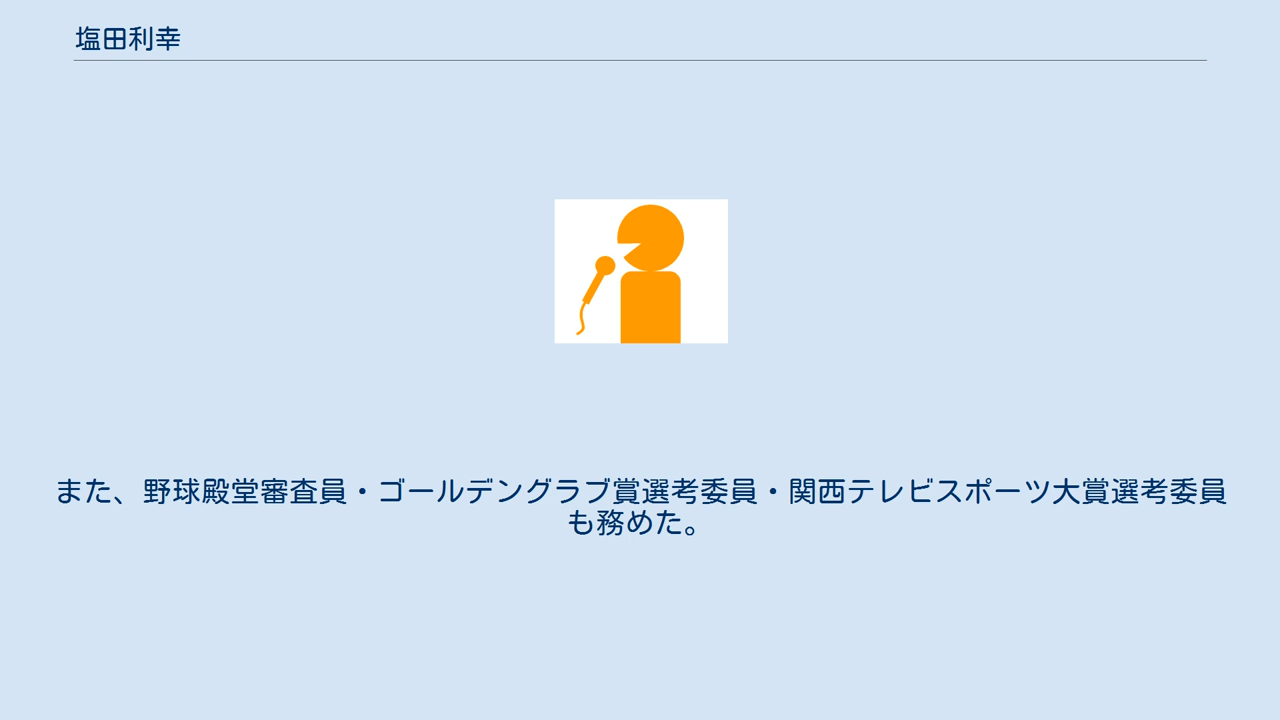 塩田利幸
また、野球殿堂審査員・ゴールデングラブ賞選考委員・関西テレビスポーツ大賞選考委員
も務めた。